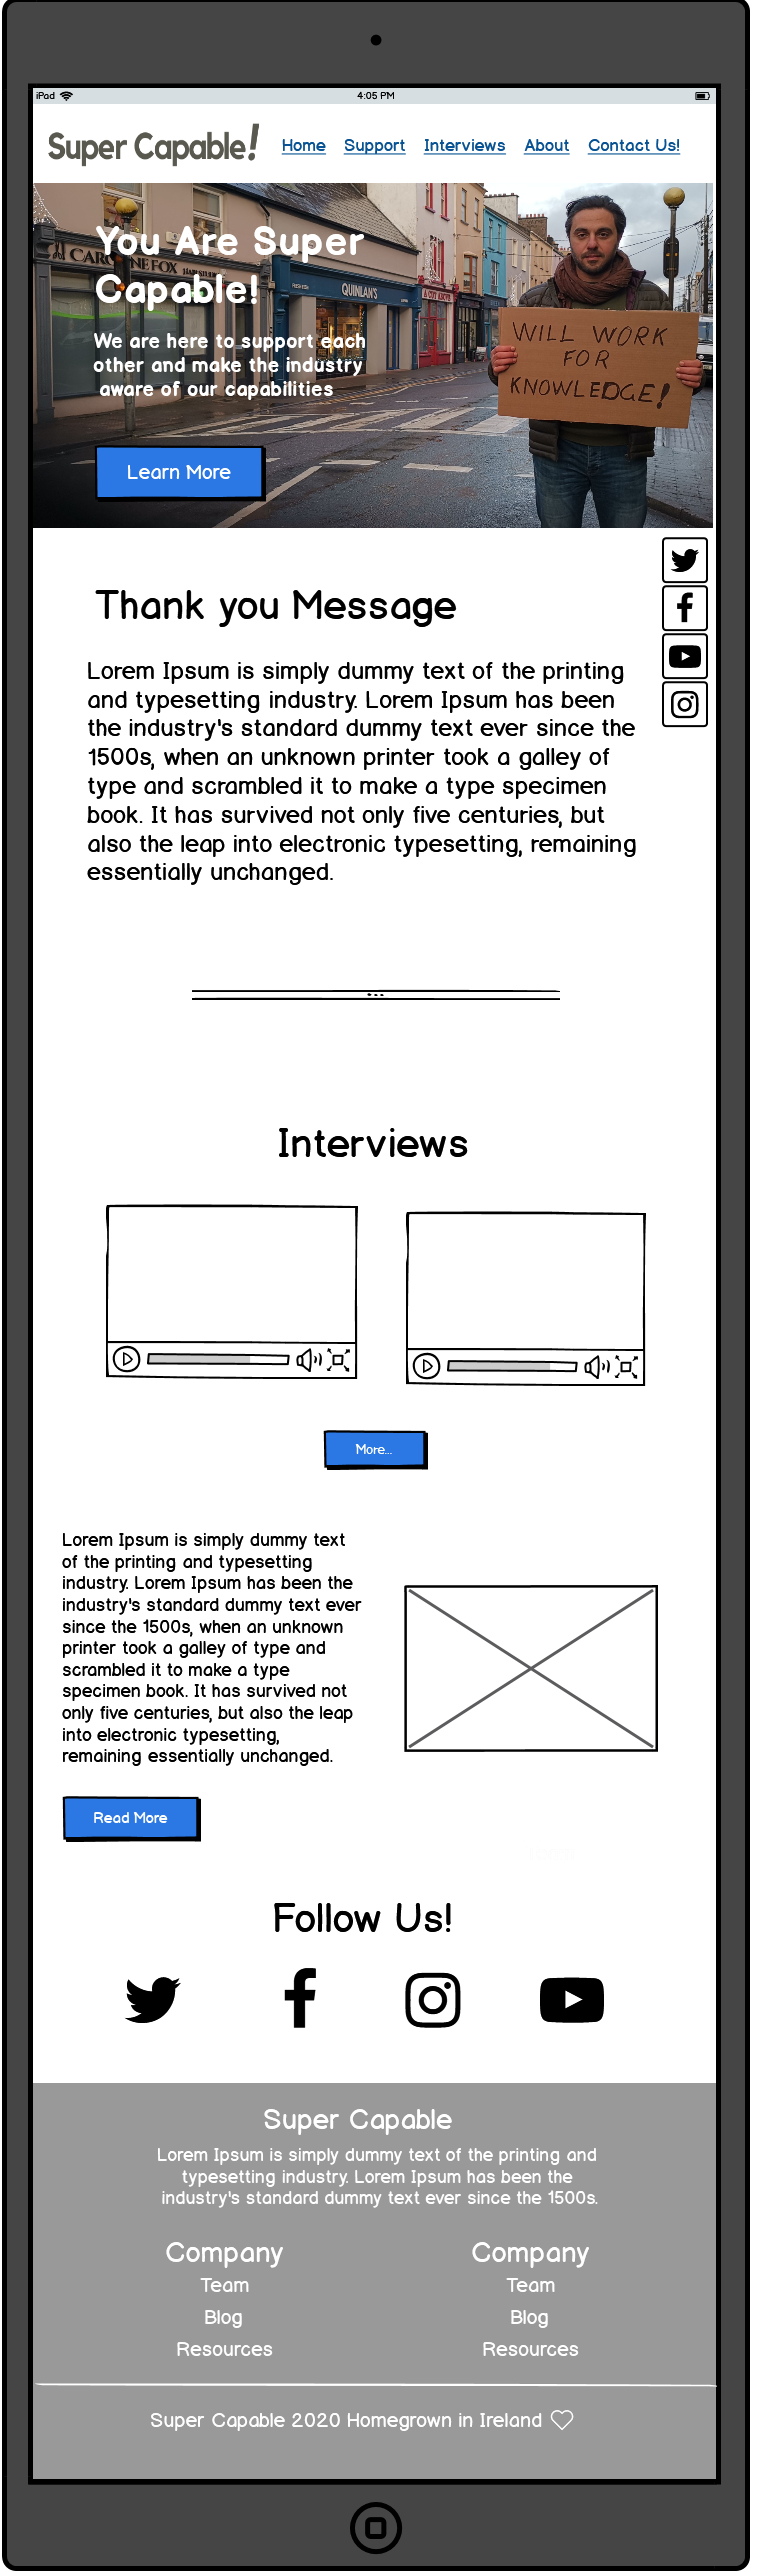 iPad
4:05 PM
Super Capable!
Home Support Interviews About Contact Us!
CAROLINE FOX
QUINLAN'S
You Are Super
Capable!
We are here to support each
other and make the industry
aware of our capabilities
WILL WORK
FOR
KNOWLEDGE!
Learn More
Thank you Message
Lorem Ipsum is simply dummy text of the printing
and typesetting industry. Lorem Ipsum has been
the industry's standard dummy text ever since the
1500s, when an unknown printer took a galley of
type and scrambled it to make a type specimen
book. It has survived not only five centuries, but
also the leap into electronic typesetting, remaining
essentially unchanged.
Interviews
More...
Lorem Ipsum is simply dummy text
of the printing and typesetting
industry. Lorem Ipsum has been the
industry's standard dummy text ever
since the 1500s, when an unknown
printer took a galley of type and
scrambled it to make a type
specimen book. It has survived not
only five centuries, but also the leap
into electronic typesetting,
remaining essentially unchanged.
Read More
Follow Us!
Super Capable
Lorem Ipsum is simply dummy text of the printing and
typesetting industry. Lorem Ipsum has been the
industry's standard dummy text ever since the 1500s.
Company
Team
Blog
Resources
Company
Team
Blog
Resources
Super Capable 2020 Homegrown in Ireland